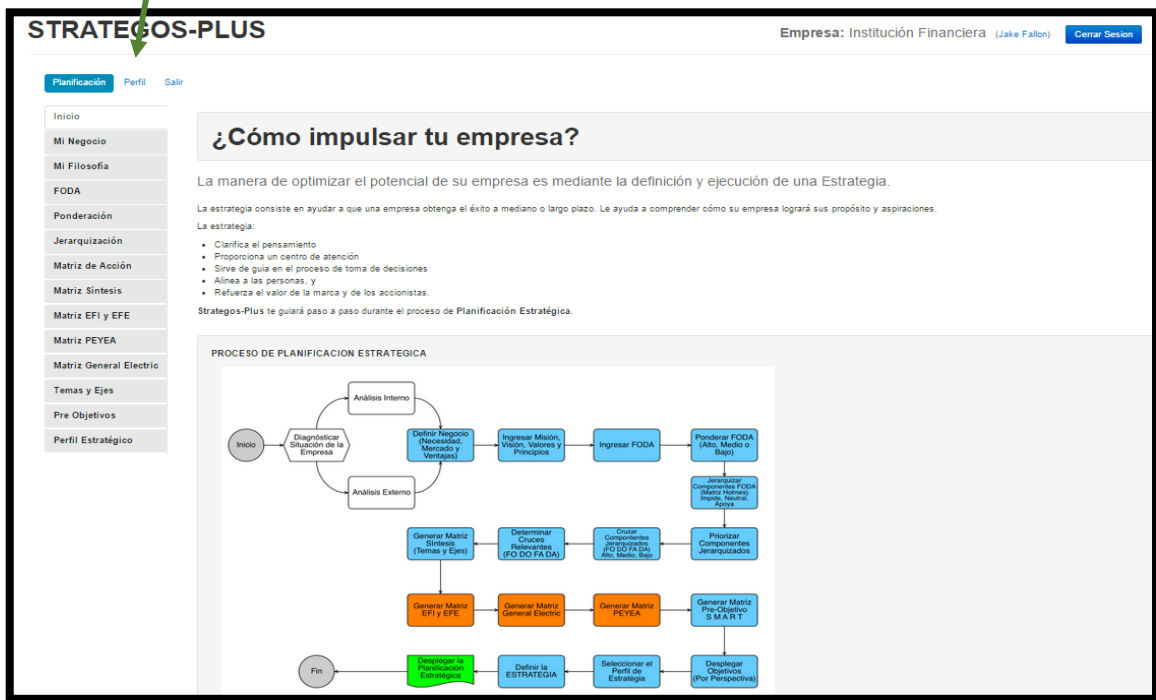 STRATEGOS-PLUS
Empresa: Institución Financiera (Jake Fallon) Cerrar Sesion
Planificación Perfil Salir
Inicio
Mi Negocio
Mi Filosofía
FODA
Ponderación
Jerarquización
Matriz de Acción
Matriz Síntesis
Matriz EFI y EFE
Matriz PEYEA
Matriz General Electric
Temas y Ejes
Pre Objetivos
Perfil Estratégico
¿Cómo impulsar tu empresa?
La manera de optimizar el potencial de su empresa es mediante la definición y ejecución de una Estrategia.
La estrategia consiste en ayudar a que una empresa obtenga el éxito a mediano o largo plazo. Le ayuda a comprender cómo su empresa logrará sus propósito y aspiraciones.
La estrategia:
• Clarifica el pensamiento
• Proporciona un centro de atención
• Sirve de guia en el proceso de toma de decisiones
• Alinea a las personas, y
• Refuerza el valor de la marca y de los accionistas.
Strategos-Plus te guiará paso a paso durante el proceso de Planificación Estratégica.
PROCESO DE PLANIFICACION ESTRATEGICA
Inicio
Diagnósticar
Situación de la
Empresa
Análisis Interno
Análisis Externo
Definir Negocio
(Necesidad,
Mercado y
Ventajas)
Ingresar Misión,
Visión, Valores y
Principios
Ingresar FODA
Ponderar FODA
(Alto, Medio o
Bajo)
Jerarquizar
Componentes FODA
(Matriz Holmes)
Impide, Neutral,
Apoya
Priorizar
Componentes
Jerarquizados
Cruzar
Compontentes
Jerarquizados
(FO DO FA DA)
Alto, Medio, Bajo
Determinar
Cruces
Relevantes
(FO DO FA DA)
Generar Matriz
Síntesis
(Temas y Ejes)
Generar Matriz
EFI y EFE
Generar Matriz
General Electric
Generar Matriz
PEYEA
Generar Matriz
Pre-Objetivo
S M A R T
Desplegar
Objetivos
(Por Perspectiva)
Seleccionar el
Perfil de
Estratégia
Definir la
ESTRATEGIA
Desplegar la
Planificación
Estratégica
Fin